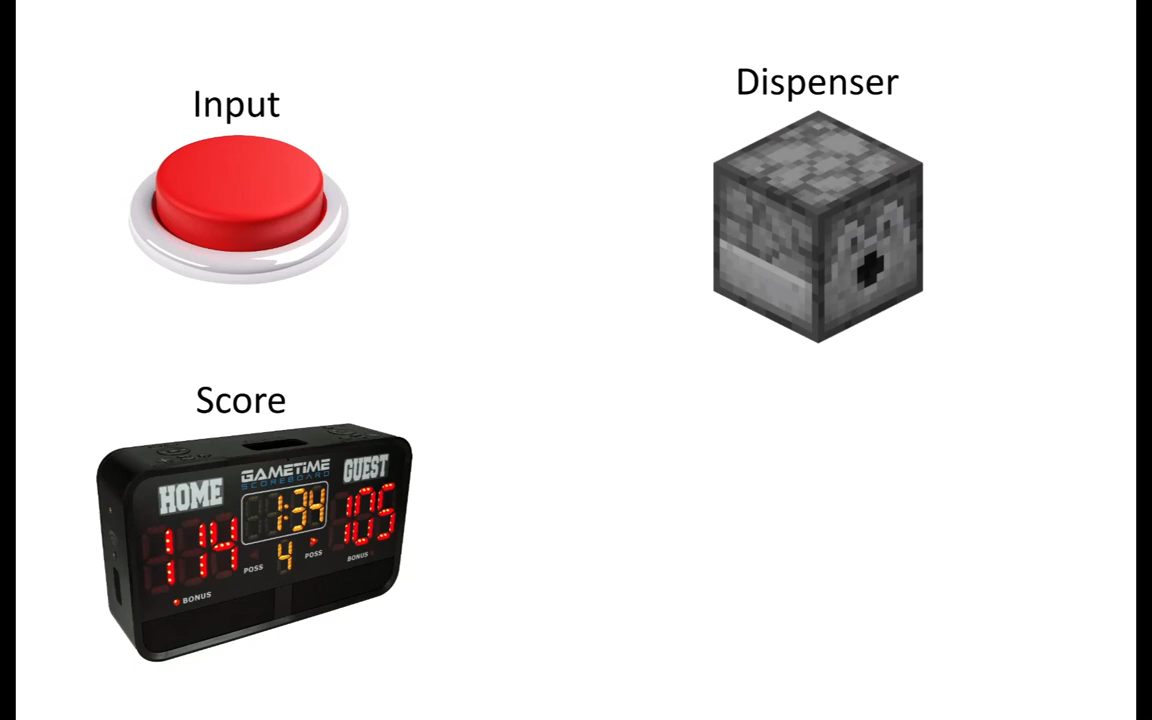 Input
Dispenser
Score
GAMETIME
SCOREBOARD
HOME
GUEST
1:34
114
105
POSS
4
POSS
BONUS
BONUS